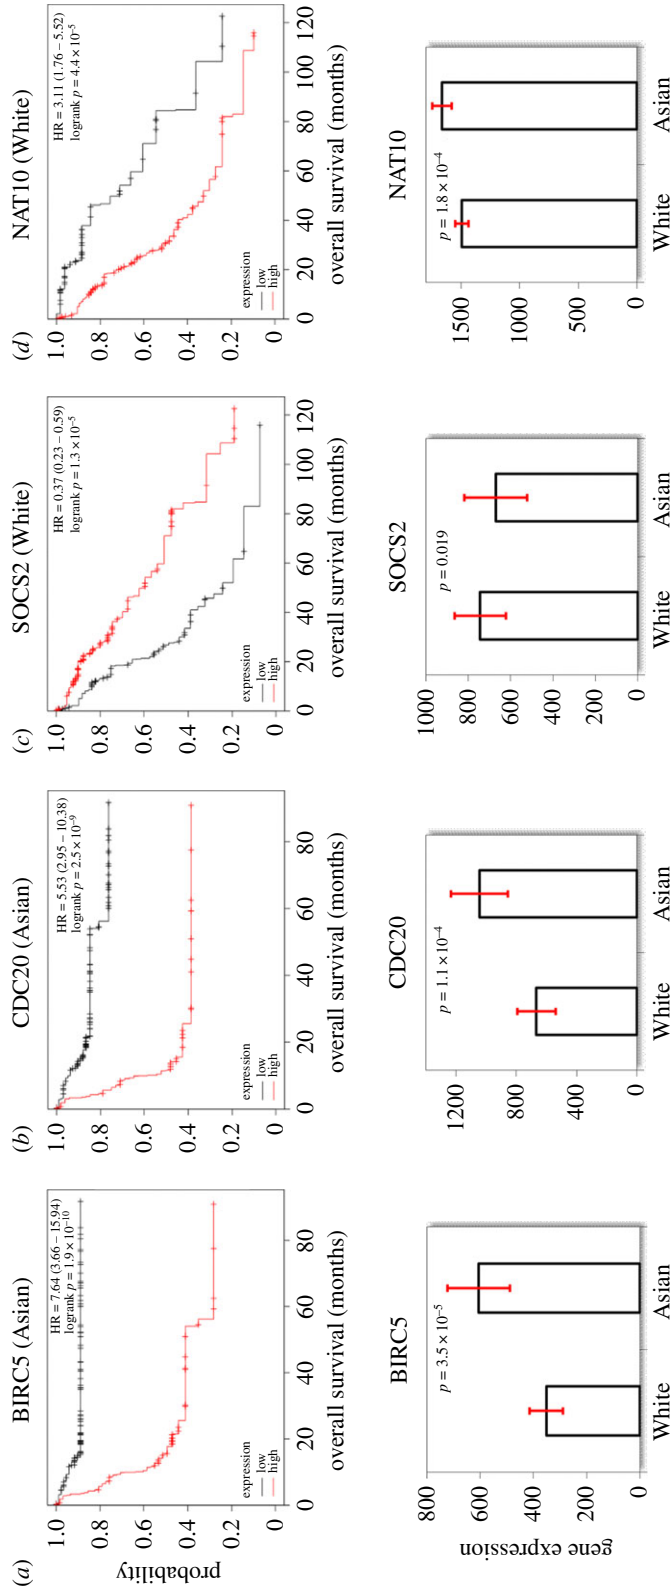 (a)
BIRC5 (Asian)
HR = 7.64 (3.66 – 15.94)
logrank p = 1.9 × 10⁻¹⁰
probability
1.0
0.8
0.6
0.4
0.2
0
expression
low
high
0 20 40 60 80
overall survival (months)
(b)
CDC20 (Asian)
HR = 5.53 (2.95 – 10.38)
logrank p = 2.5 × 10⁻⁹
1.0
0.8
0.6
0.4
0.2
0
expression
low
high
0 20 40 60 80
overall survival (months)
(c)
SOCS2 (White)
HR = 0.37 (0.23 – 0.59)
logrank p = 1.3 × 10⁻⁵
1.0
0.8
0.6
0.4
0.2
0
expression
low
high
0 20 40 60 80 100 120
overall survival (months)
(d)
NAT10 (White)
HR = 3.11 (1.76 – 5.52)
logrank p = 4.4 × 10⁻⁵
1.0
0.8
0.6
0.4
0.2
0
expression
low
high
0 20 40 60 80 100 120
overall survival (months)
BIRC5
p = 3.5 × 10⁻⁵
gene expression
800
600
400
200
0
White Asian
CDC20
p = 1.1 × 10⁻⁴
1200
800
400
0
White Asian
SOCS2
p = 0.019
1000
800
600
400
200
0
White Asian
NAT10
p = 1.8 × 10⁻⁴
1500
1000
500
0
White Asian